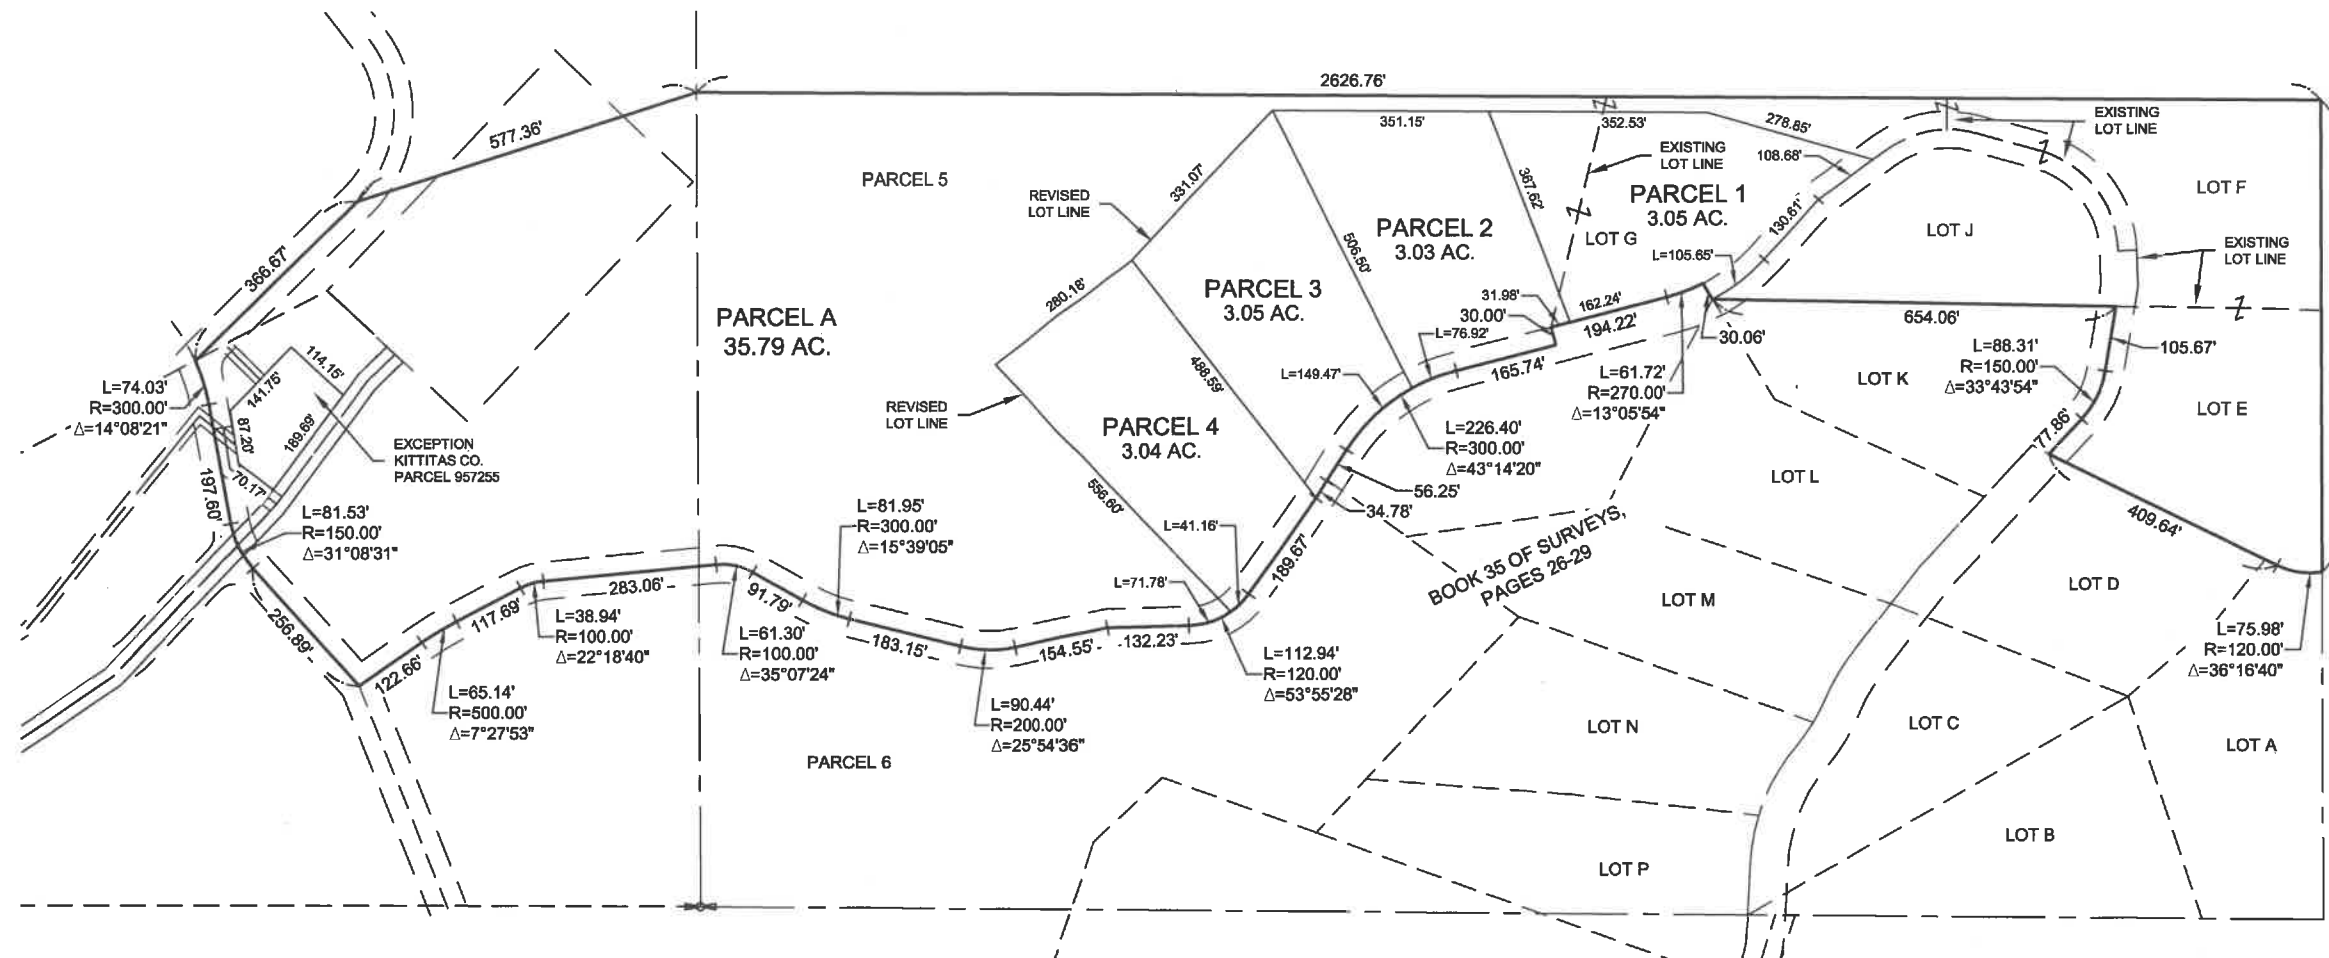 2626.76'
577.36'
366.67'
PARCEL 5
REVISED
LOT LINE
331.07'
351.15'
352.53'
278.85'
108.68'
EXISTING
LOT LINE
EXISTING
LOT LINE
LOT F
PARCEL 1
3.05 AC.
367.62'
130.61'
LOT G
LOT J
L=105.65'
EXISTING
LOT LINE
PARCEL 2
3.03 AC.
506.50'
PARCEL 3
3.05 AC.
280.18'
PARCEL A
35.79 AC.
31.98'
30.00'
162.24'
194.22'
L=76.92'
165.74'
30.06'
654.06'
105.67'
L=88.31'
R=150.00'
Δ=33°43'54"
LOT K
LOT E
L=61.72'
R=270.00'
Δ=13°05'54"
L=149.47'
488.59'
REVISED
LOT LINE
PARCEL 4
3.04 AC.
L=226.40'
R=300.00'
Δ=43°14'20"
56.25'
34.78'
L=74.03'
R=300.00'
Δ=14°08'21"
114.15'
141.75'
87.20'
189.69'
70.17'
197.60'
EXCEPTION
KITTITAS CO.
PARCEL 957255
L=81.53'
R=150.00'
Δ=31°08'31"
256.89'
122.66'
117.69'
L=65.14'
R=500.00'
Δ=7°27'53"
L=38.94'
R=100.00'
Δ=22°18'40"
283.06'
L=61.30'
R=100.00'
Δ=35°07'24"
91.79'
L=81.95'
R=300.00'
Δ=15°39'05"
183.15'
L=90.44'
R=200.00'
Δ=25°54'36"
154.55'
132.23'
L=71.78'
L=41.16'
556.60'
189.67'
L=112.94'
R=120.00'
Δ=53°55'28"
BOOK 35 OF SURVEYS,
PAGES 26-29
LOT L
LOT M
LOT N
LOT P
277.86'
409.64'
LOT D
L=75.98'
R=120.00'
Δ=36°16'40"
LOT C
LOT A
LOT B
PARCEL 6